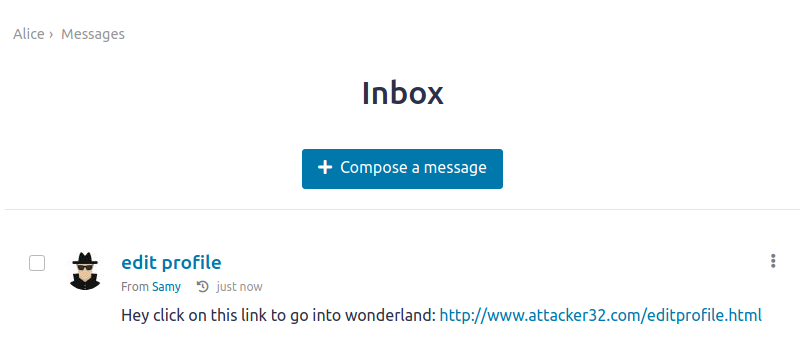 Alice › Messages
Inbox
Compose a message
edit profile
From Samy just now
Hey click on this link to go into wonderland: http://www.attacker32.com/editprofile.html